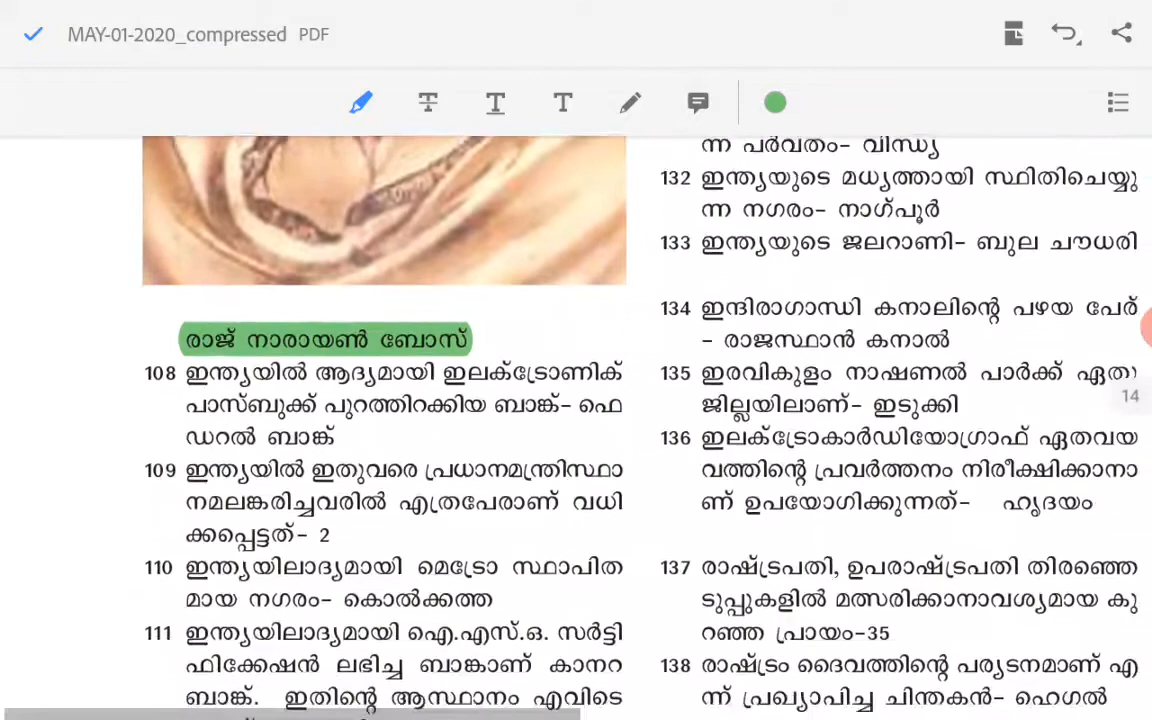 MAY-01-2020_compressed PDF
രാജ് നാരായൺ ബോസ്
108 ഇന്ത്യയിൽ ആദ്യമായി ഇലക്ട്രോണിക്
പാസ്ബുക്ക് പുറത്തിറക്കിയ ബാങ്ക്- ഫെ
ഡറൽ ബാങ്ക്
109 ഇന്ത്യയിൽ ഇതുവരെ പ്രധാനമന്ത്രിസ്ഥാ
നമലങ്കരിച്ചവരിൽ എത്രപേരാണ് വധി
ക്കപ്പെട്ടത്- 2
110 ഇന്ത്യയിലാദ്യമായി മെട്രോ സ്ഥാപിത
മായ നഗരം- കൊൽക്കത്ത
111 ഇന്ത്യയിലാദ്യമായി ഐ.എസ്.ഒ. സർട്ടി
ഫിക്കേഷൻ ലഭിച്ച ബാങ്കാണ് കാനറ
ബാങ്ക്. ഇതിന്റെ ആസ്ഥാനം എവിടെ
ന്ന പർവതം- വിന്ധ്യ
132 ഇന്ത്യയുടെ മധ്യത്തായി സ്ഥിതിചെയ്യു
ന്ന നഗരം- നാഗ്പൂർ
133 ഇന്ത്യയുടെ ജലറാണി- ബുല ചൗധരി
134 ഇന്ദിരാഗാന്ധി കനാലിന്റെ പഴയ പേര്
- രാജസ്ഥാൻ കനാൽ
135 ഇരവികുളം നാഷണൽ പാർക്ക് ഏതു
ജില്ലയിലാണ്- ഇടുക്കി
136 ഇലക്ട്രോകാർഡിയോഗ്രാഫ് ഏതവയ
വത്തിന്റെ പ്രവർത്തനം നിരീക്ഷിക്കാനാ
ണ് ഉപയോഗിക്കുന്നത്- ഹൃദയം
137 രാഷ്ട്രപതി, ഉപരാഷ്ട്രപതി തിരഞ്ഞെ
ടുപ്പുകളിൽ മത്സരിക്കാനാവശ്യമായ കു
റഞ്ഞ പ്രായം-35
138 രാഷ്ട്രം ദൈവത്തിന്റെ പര്യടനമാണ് എ
ന്ന് പ്രഖ്യാപിച്ച ചിന്തകൻ- ഹെഗൽ
14